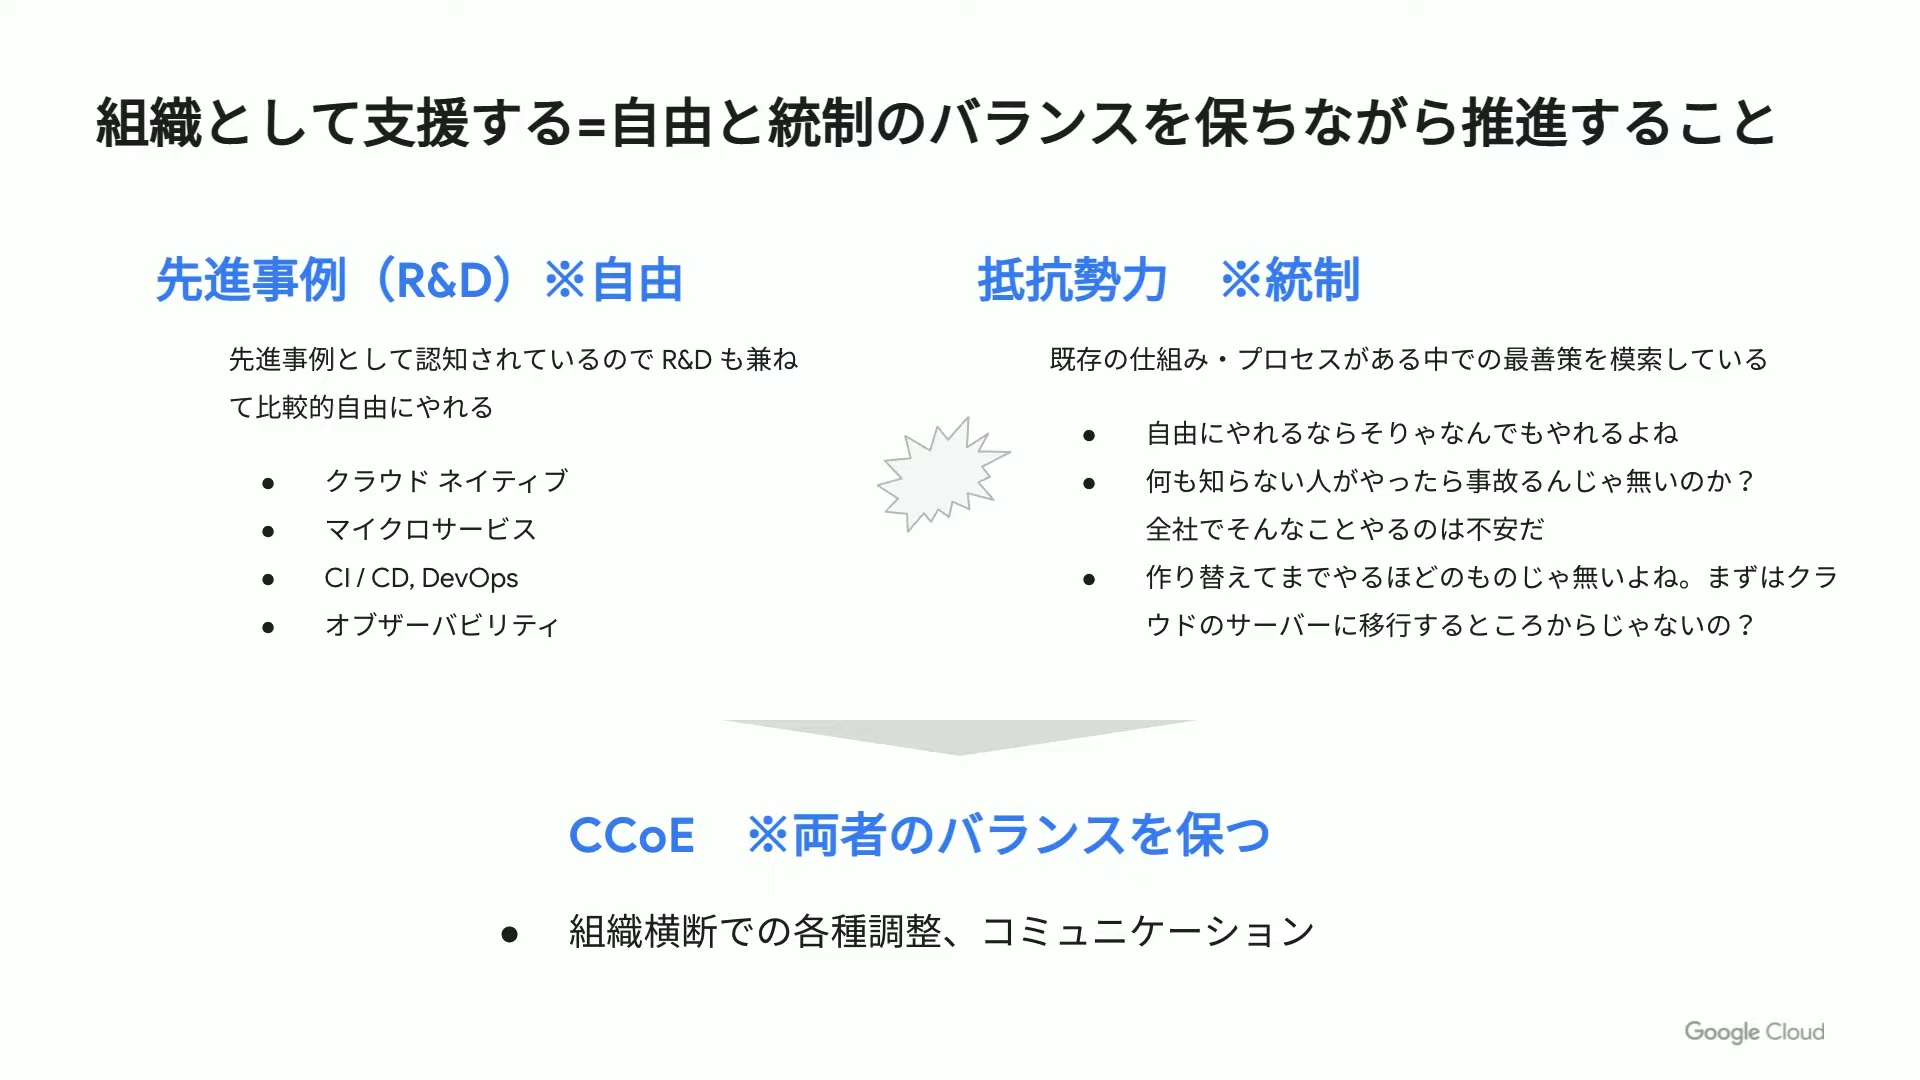 組織として支援する=自由と統制のバランスを保ちながら推進すること
先進事例（R&D）※自由
先進事例として認知されているので R&D も兼ね
て比較的自由にやれる
● クラウド ネイティブ
● マイクロサービス
● CI / CD, DevOps
● オブザーバビリティ
抵抗勢力　※統制
既存の仕組み・プロセスがある中での最善策を模索している
● 自由にやれるならそりゃなんでもやれるよね
● 何も知らない人がやったら事故るんじゃ無いのか？
全社でそんなことやるのは不安だ
● 作り替えてまでやるほどのものじゃ無いよね。まずはクラ
ウドのサーバーに移行するところからじゃないの？
CCoE　※両者のバランスを保つ
● 組織横断での各種調整、コミュニケーション
Google Cloud